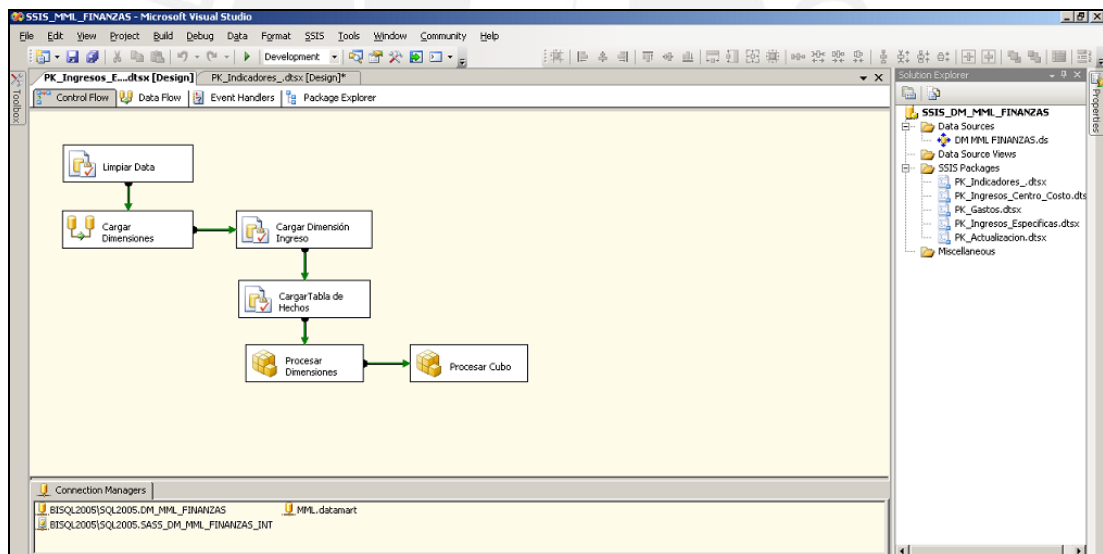 SSIS_MML_FINANZAS - Microsoft Visual Studio
File Edit View Project Build Debug Data Format SSIS Tools Window Community Help
Development
PK_Ingresos_E....dtsx [Design] PK_Indicadores_.dtsx [Design]*
Control Flow Data Flow Event Handlers Package Explorer
Toolbox
Limpiar Data
Cargar
Dimensiones
Cargar Dimensión
Ingreso
CargarTabla de
Hechos
Procesar
Dimensiones
Procesar Cubo
Connection Managers
BISQL2005\SQL2005.DM_MML_FINANZAS MML.datamart
BISQL2005\SQL2005.SASS_DM_MML_FINANZAS_INT
Solution Explorer
SSIS_DM_MML_FINANZAS
Data Sources
DM MML FINANZAS.ds
Data Source Views
SSIS Packages
PK_Indicadores_.dtsx
PK_Ingresos_Centro_Costo.dts
PK_Gastos.dtsx
PK_Ingresos_Especificas.dtsx
PK_Actualizacion.dtsx
Miscellaneous
Properties